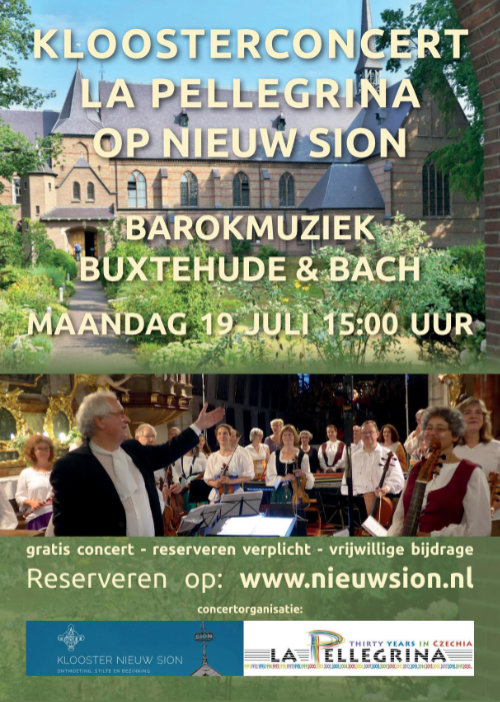 KLOOSTERCONCERT
LA PELLEGRINA
OP NIEUW SION
BAROKMUZIEK
BUXTEHUDE & BACH
MAANDAG 19 JULI 15:00 UUR
gratis concert - reserveren verplicht - vrijwillige bijdrage
Reserveren op: www.nieuwsion.nl
concertorganisatie:
SION
KLOOSTER NIEUW SION
ONTMOETING, STILTE EN BEZINNING
THIRTY YEARS IN CZECHIA
LA PELLEGRINA